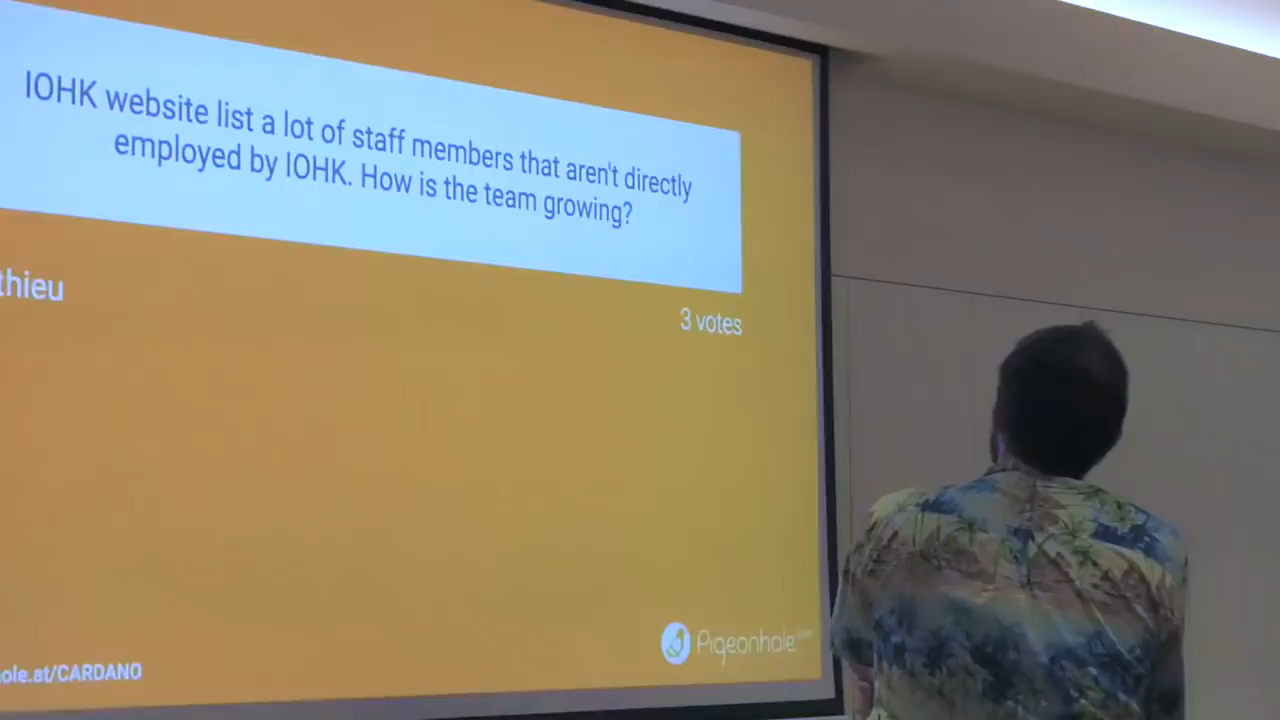 IOHK website list a lot of staff members that aren't directly
employed by IOHK. How is the team growing?
thieu
3 votes
Pigeonhole
ole.at/CARDANO